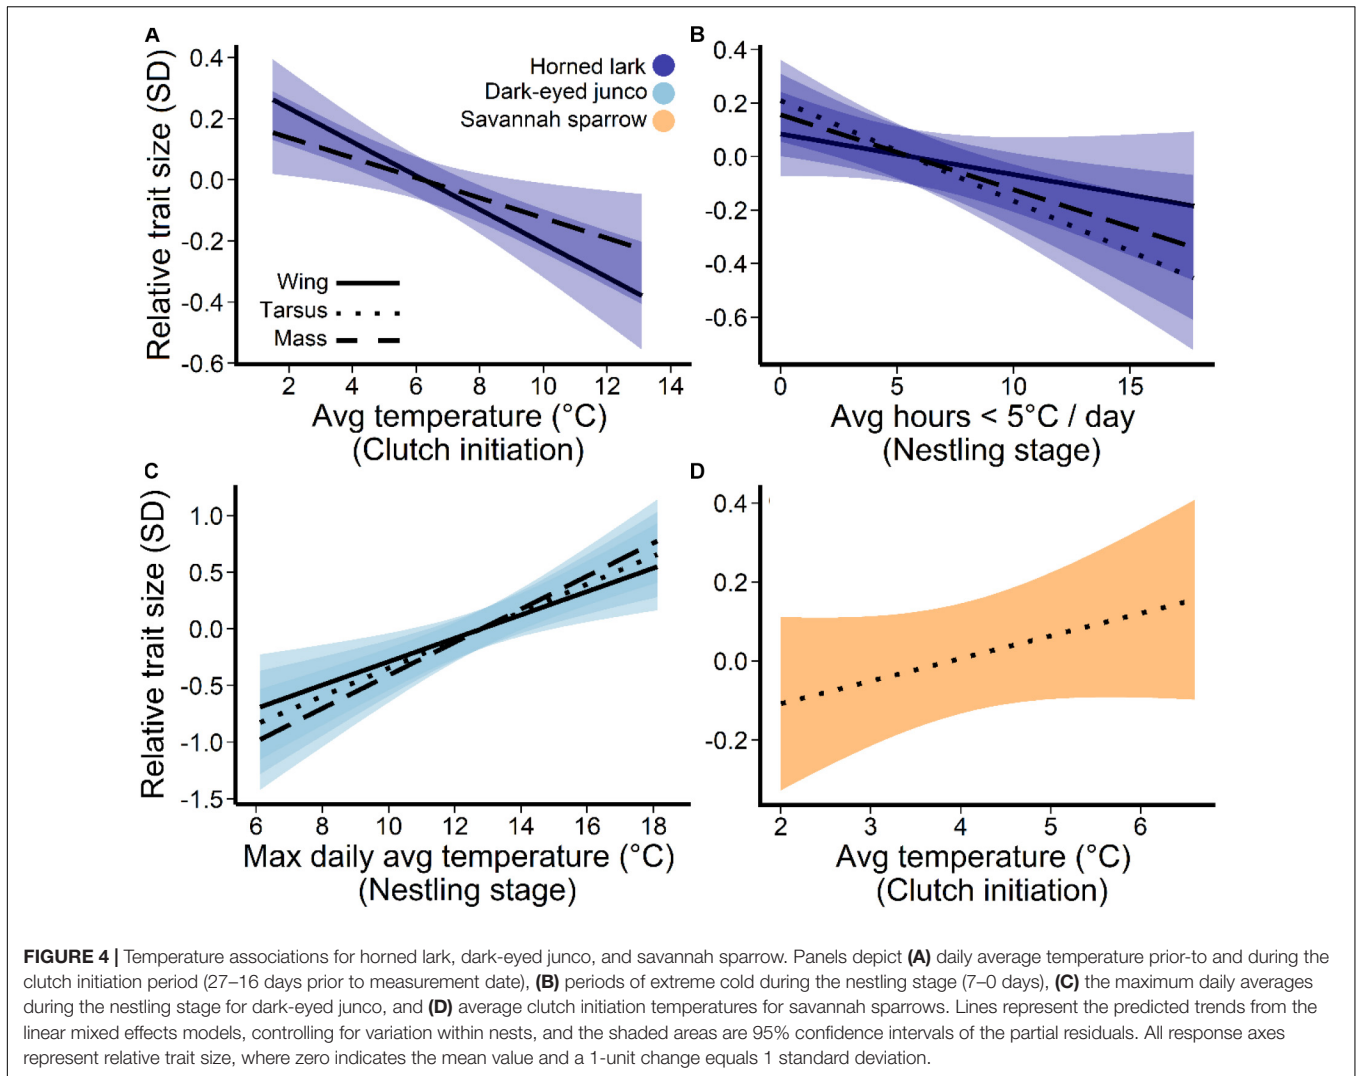 A
Relative trait size (SD)
0.4
0.2
0.0
-0.2
-0.4
-0.6
Horned lark
Dark-eyed junco
Savannah sparrow
Wing
Tarsus
Mass
2 4 6 8 10 12 14
Avg temperature (°C)
(Clutch initiation)
B
0.4
0.2
0.0
-0.2
-0.4
-0.6
0 5 10 15
Avg hours < 5°C / day
(Nestling stage)
C
Relative trait size (SD)
1.0
0.5
0.0
-0.5
-1.0
-1.5
6 8 10 12 14 16 18
Max daily avg temperature (°C)
(Nestling stage)
D
0.4
0.2
0.0
-0.2
2 3 4 5 6
Avg temperature (°C)
(Clutch initiation)
FIGURE 4 | Temperature associations for horned lark, dark-eyed junco, and savannah sparrow. Panels depict (A) daily average temperature prior-to and during the
clutch initiation period (27–16 days prior to measurement date), (B) periods of extreme cold during the nestling stage (7–0 days), (C) the maximum daily averages
during the nestling stage for dark-eyed junco, and (D) average clutch initiation temperatures for savannah sparrows. Lines represent the predicted trends from the
linear mixed effects models, controlling for variation within nests, and the shaded areas are 95% confidence intervals of the partial residuals. All response axes
represent relative trait size, where zero indicates the mean value and a 1-unit change equals 1 standard deviation.